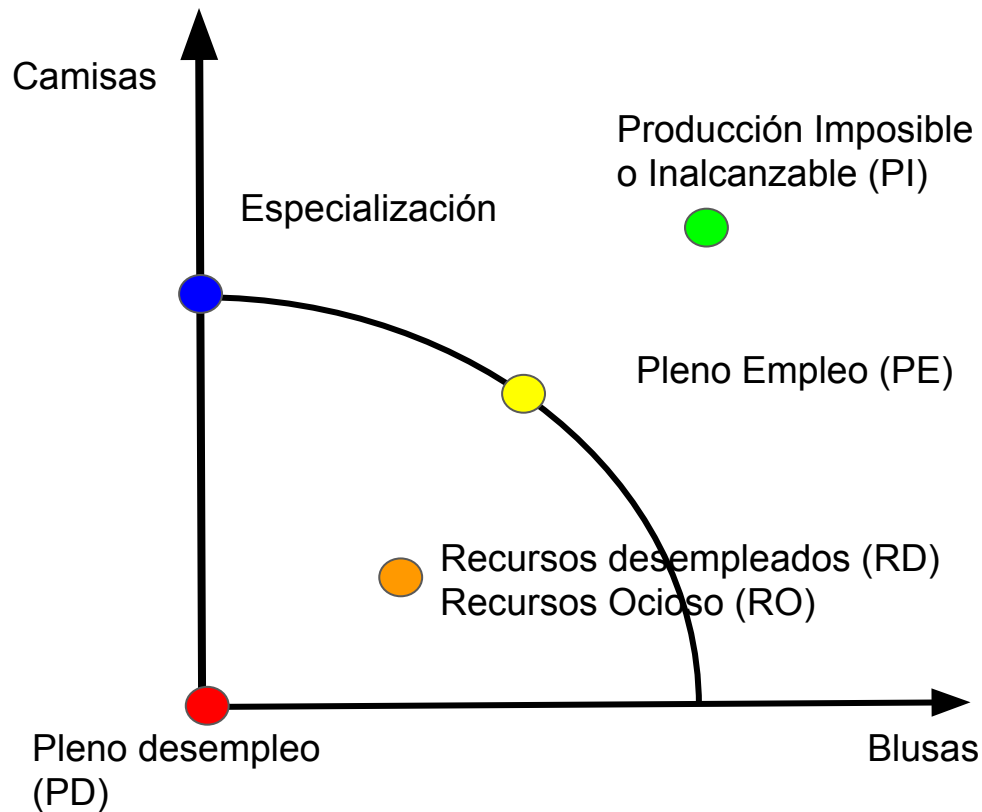 Camisas
Producción Imposible
o Inalcanzable (PI)
Especialización
Pleno Empleo (PE)
Recursos desempleados (RD)
Recursos Ocioso (RO)
Pleno desempleo
(PD)
Blusas